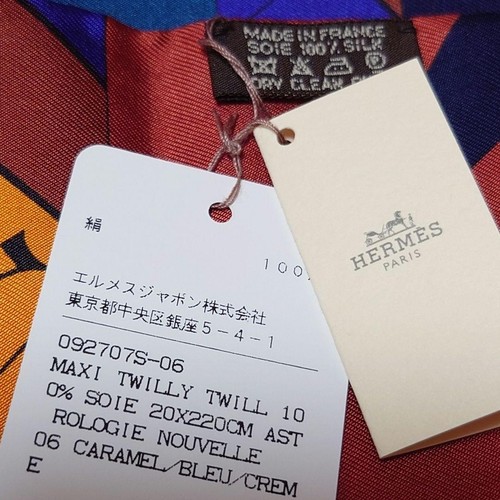 MADE IN FRANCE
SOIE 100% SILK
DRY CLEAN
HERMÈS
PARIS
絹
100
エルメスジャポン株式会社
東京都中央区銀座5-4-1
092707S-06
MAXI TWILLY TWILL 10
0% SOIE 20X220CM AST
ROLOGIE NOUVELLE
06 CARAMEL/BLEU/CREM
E